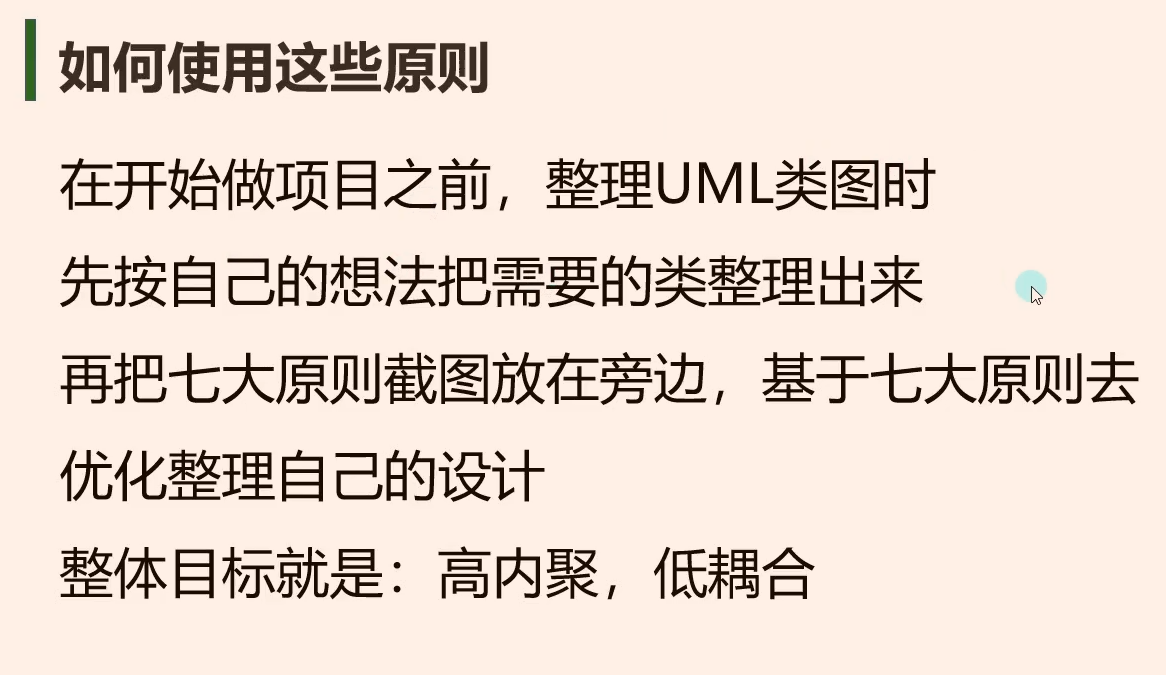 如何使用这些原则
在开始做项目之前，整理UML类图时
先按自己的想法把需要的类整理出来
再把七大原则截图放在旁边，基于七大原则去
优化整理自己的设计
整体目标就是：高内聚，低耦合